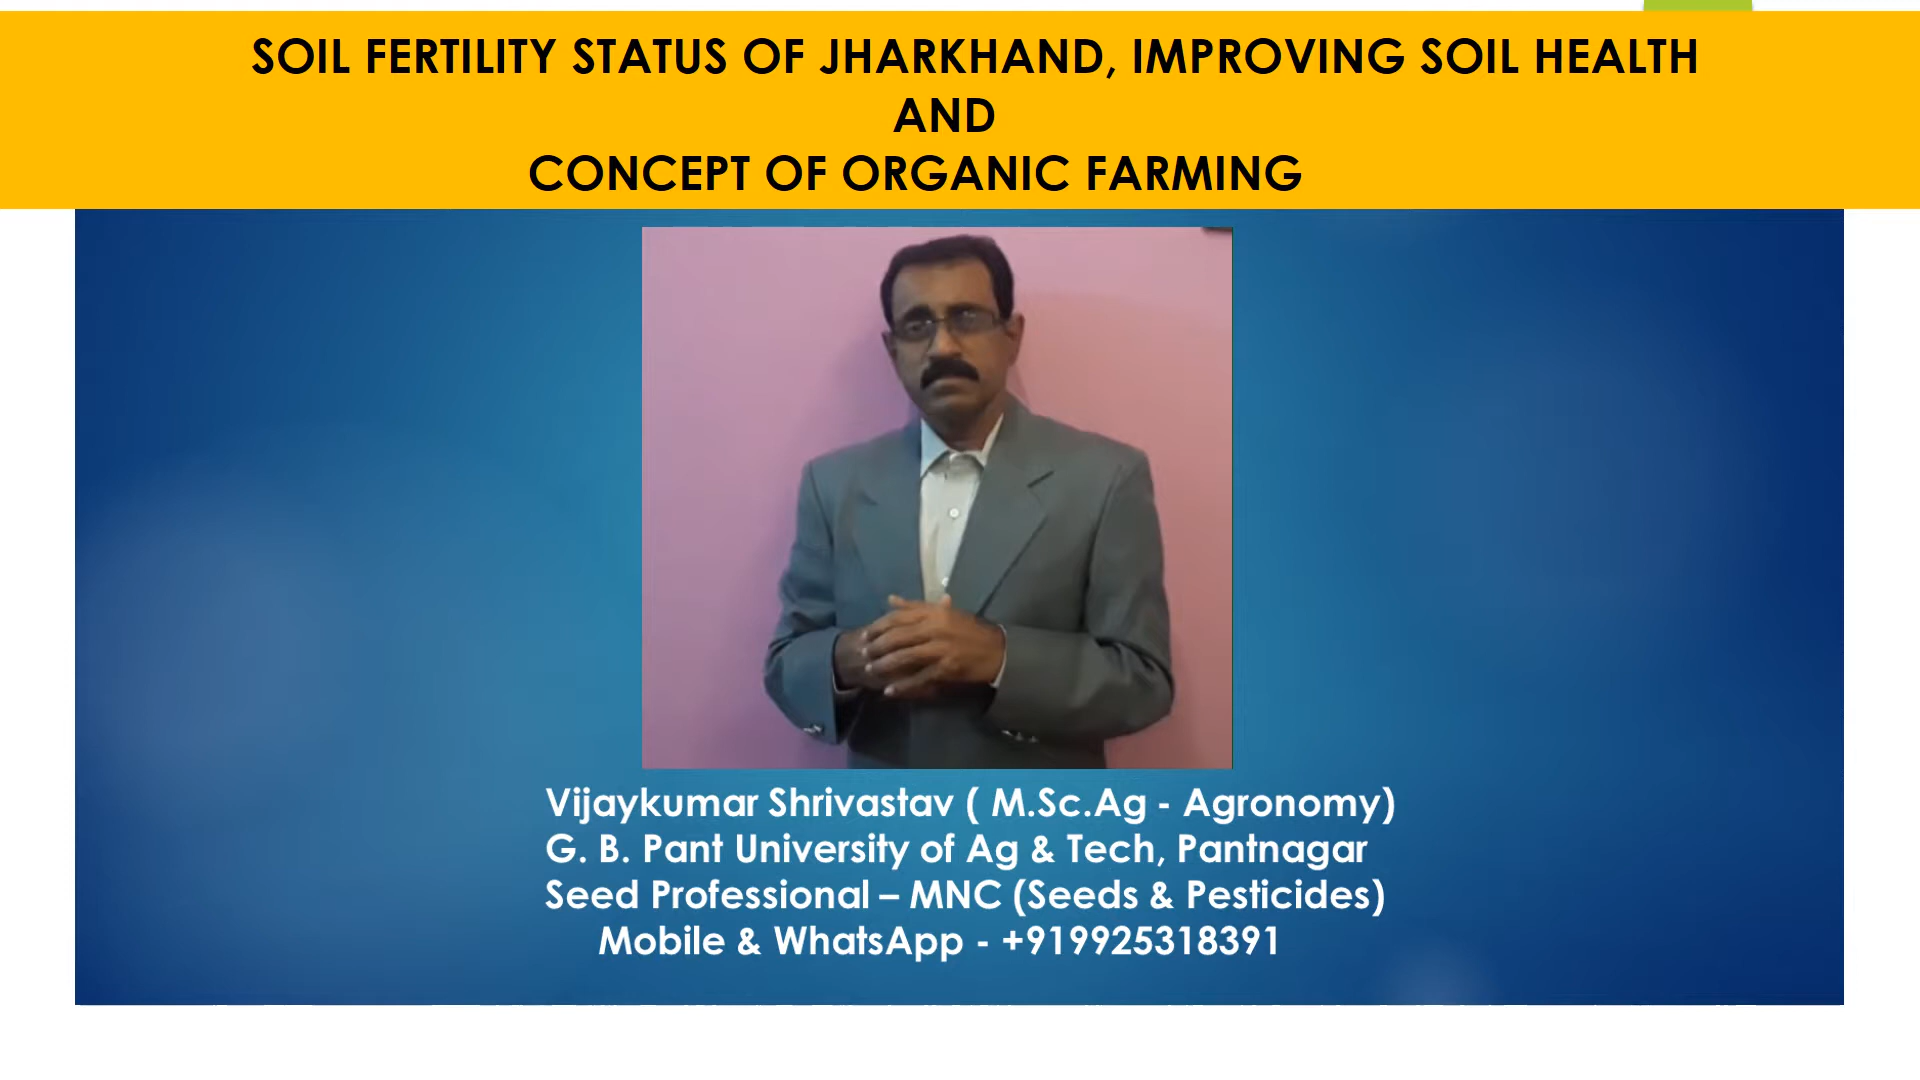 SOIL FERTILITY STATUS OF JHARKHAND, IMPROVING SOIL HEALTH
AND
CONCEPT OF ORGANIC FARMING
Vijaykumar Shrivastav ( M.Sc.Ag - Agronomy)
G. B. Pant University of Ag & Tech, Pantnagar
Seed Professional – MNC (Seeds & Pesticides)
Mobile & WhatsApp - +919925318391